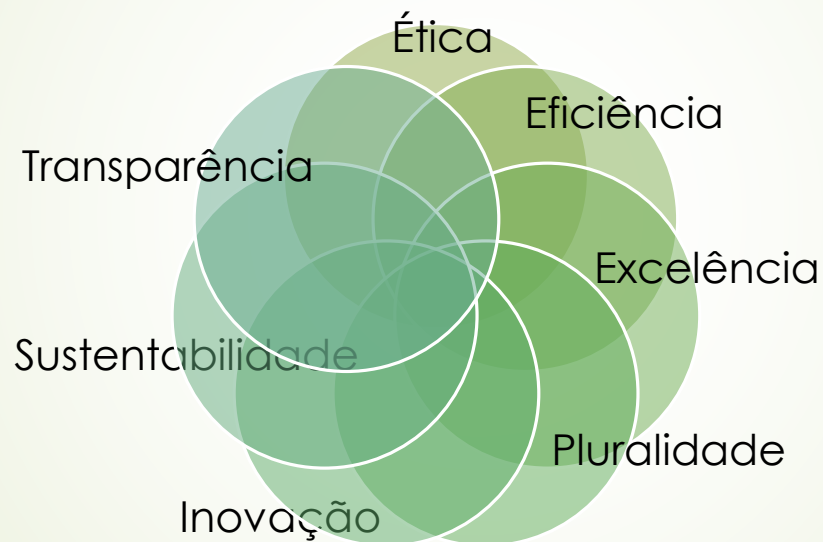 Ética
Eficiência
Transparência
Excelência
Sustentabilidade
Pluralidade
Inovação